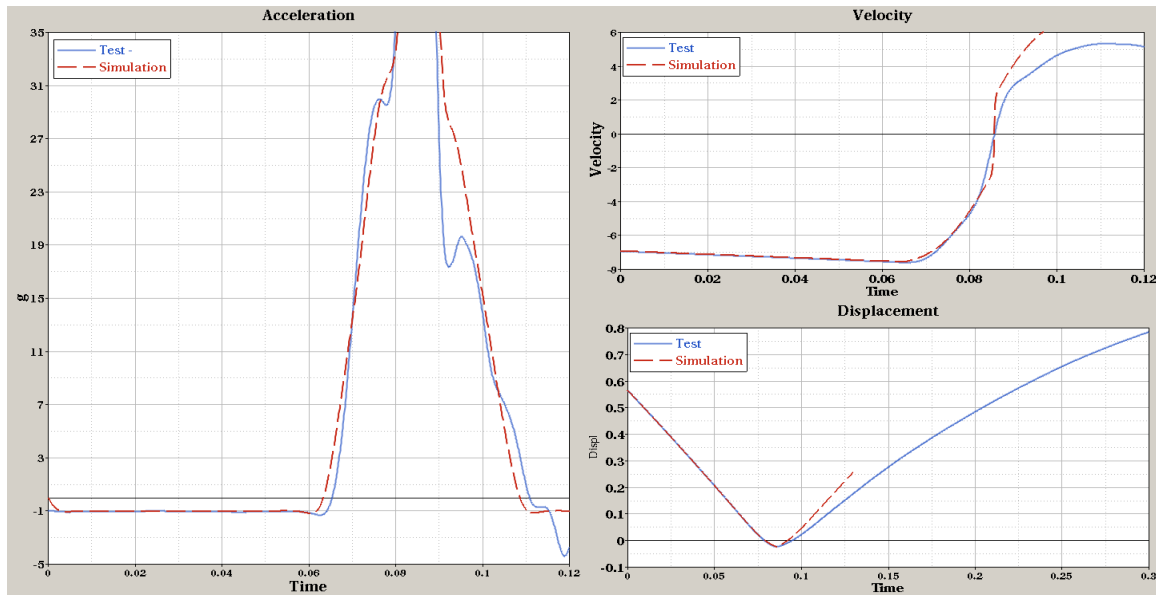 Acceleration
Test -
Simulation
35
31
27
23
19
15
11
7
3
-1
-5
g
0 0.02 0.04 0.06 0.08 0.1 0.12
Time
Velocity
Test
Simulation
6
4
2
0
-2
-4
-6
-8
Velocity
0 0.02 0.04 0.06 0.08 0.1 0.12
Time
Displacement
Test
Simulation
0.8
0.7
0.6
0.5
0.4
0.3
0.2
0.1
0
-0.1
Displ
0 0.05 0.1 0.15 0.2 0.25 0.3
Time